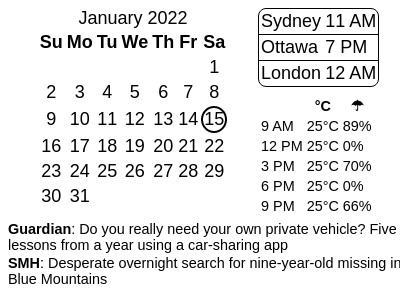 January 2022
Su Mo Tu We Th Fr Sa
1
2 3 4 5 6 7 8
9 10 11 12 13 14 15
16 17 18 19 20 21 22
23 24 25 26 27 28 29
30 31
Sydney 11 AM
Ottawa 7 PM
London 12 AM
°C ☂
9 AM 25°C 89%
12 PM 25°C 0%
3 PM 25°C 70%
6 PM 25°C 0%
9 PM 25°C 66%
Guardian: Do you really need your own private vehicle? Five
lessons from a year using a car-sharing app
SMH: Desperate overnight search for nine-year-old missing in
Blue Mountains